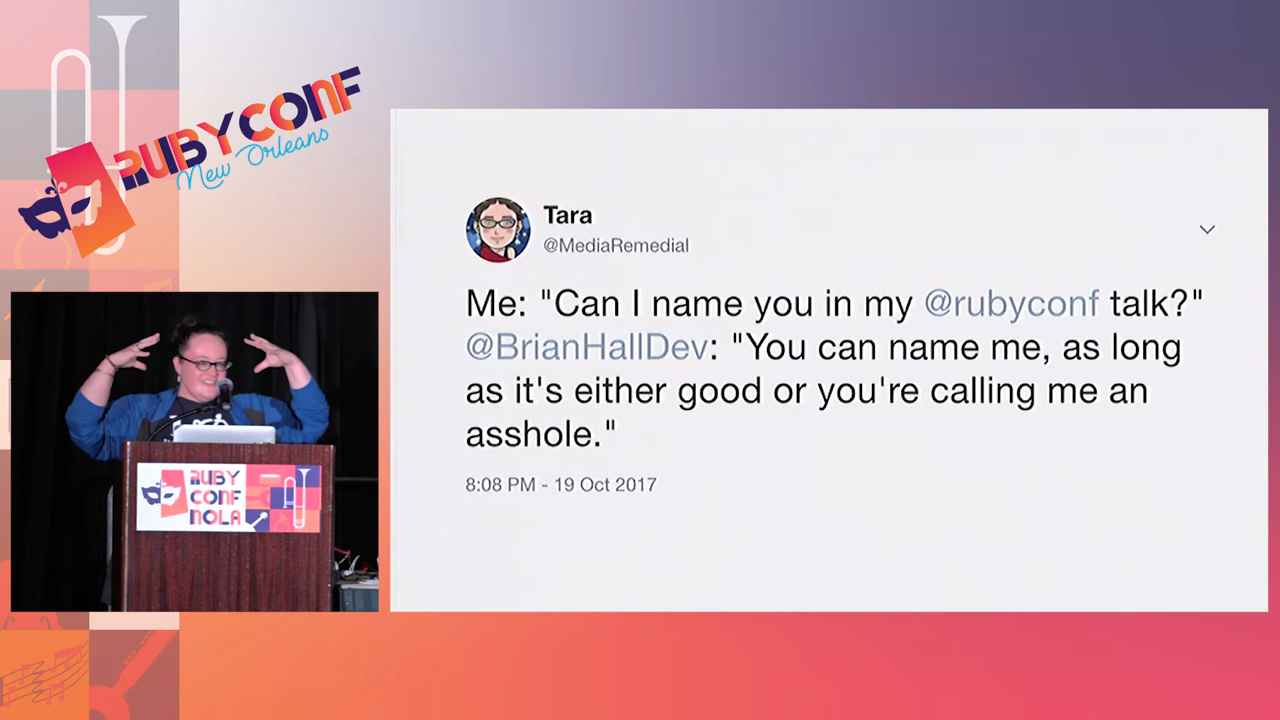 RUBYCONF
New Orleans
Tara
@MediaRemedial
Me: "Can I name you in my @rubyconf talk?"
@BrianHallDev: "You can name me, as long
as it's either good or you're calling me an
asshole."
8:08 PM - 19 Oct 2017
RUBY
CONF
NOLA